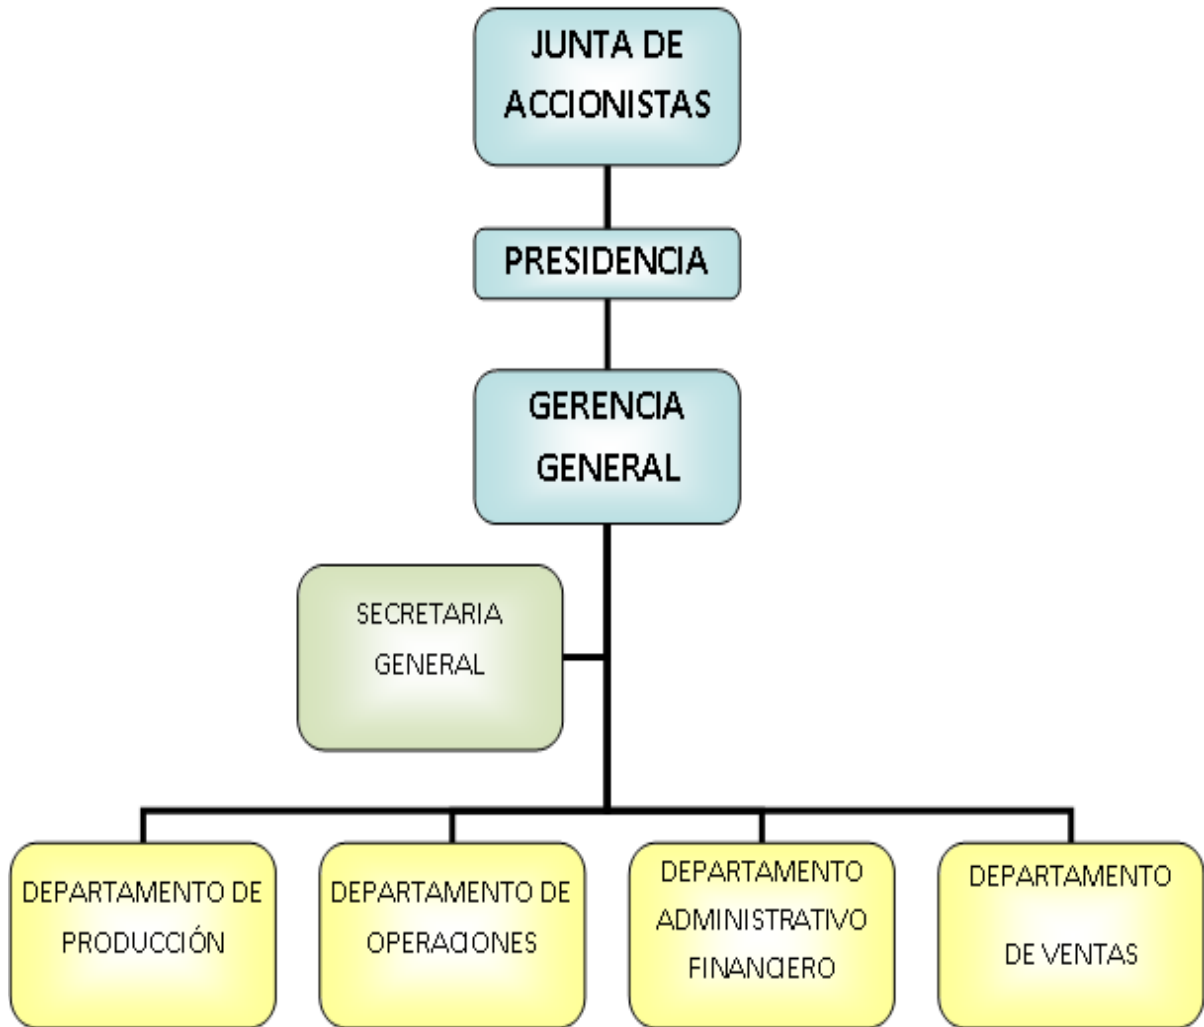 JUNTA DE
ACCIONISTAS
PRESIDENCIA
GERENCIA
GENERAL
SECRETARIA
GENERAL
DEPARTAMENTO DE
PRODUCCIÓN
DEPARTAMENTO DE
OPERACIONES
DEPARTAMENTO
ADMINISTRATIVO
FINANCIERO
DEPARTAMENTO
DE VENTAS